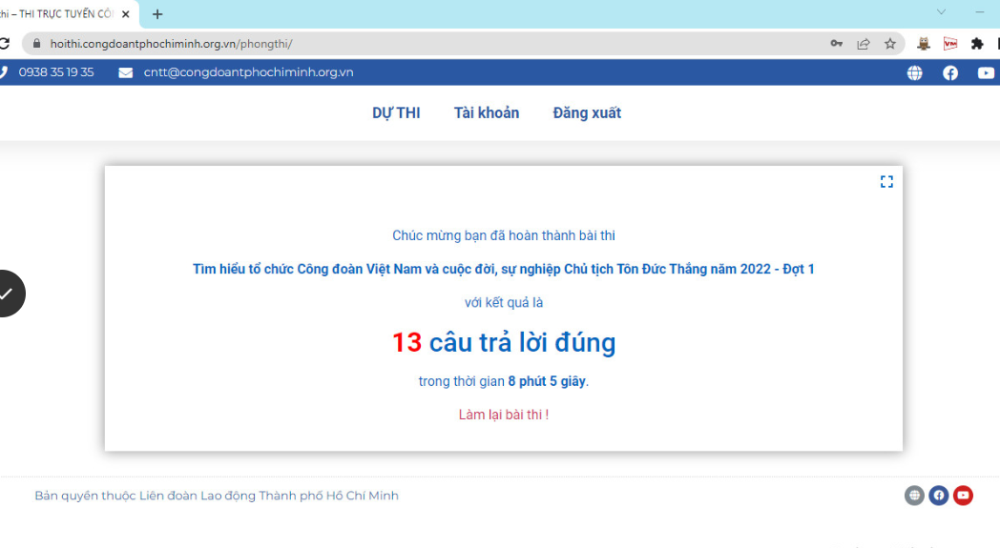 thi – THI TRỰC TUYẾN CÔ
hoithi.congdoantphochiminh.org.vn/phongthi/
0938 35 19 35 cntt@congdoantphochiminh.org.vn
DỰ THI Tài khoản Đăng xuất
Chúc mừng bạn đã hoàn thành bài thi
Tìm hiểu tổ chức Công đoàn Việt Nam và cuộc đời, sự nghiệp Chủ tịch Tôn Đức Thắng năm 2022 - Đợt 1
với kết quả là
13 câu trả lời đúng
trong thời gian 8 phút 5 giây.
Làm lại bài thi !
Bản quyền thuộc Liên đoàn Lao động Thành phố Hồ Chí Minh